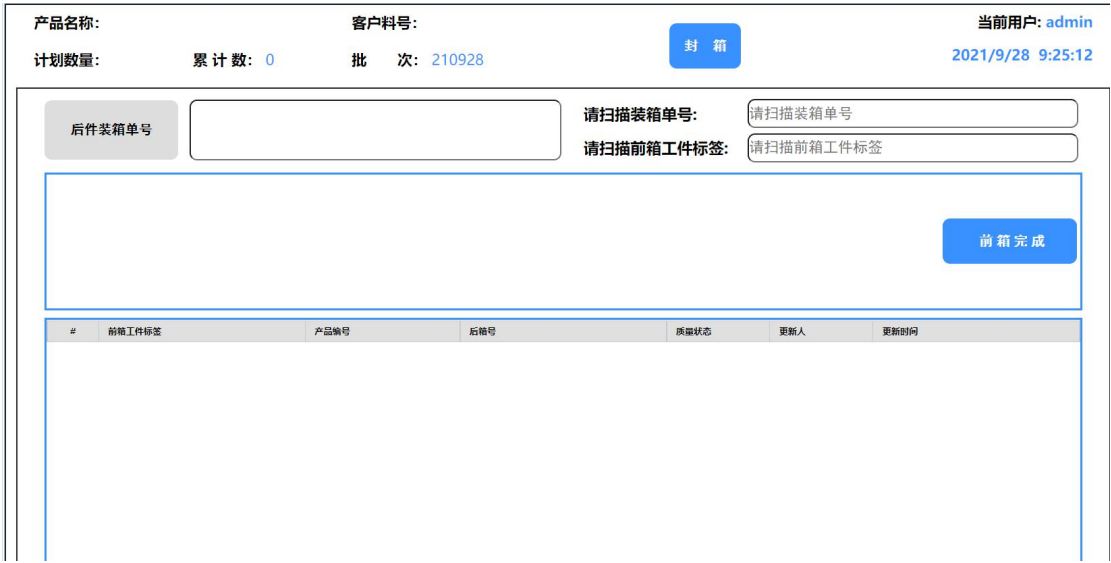 产品名称: 客户料号: 封 箱 当前用户: admin
计划数量: 累 计 数: 0 批 次: 210928 2021/9/28 9:25:12
后件装箱单号 请扫描装箱单号: 请扫描装箱单号
请扫描前箱工件标签: 请扫描前箱工件标签
前 箱 完 成
# 前箱工件标签 产品编号 后箱号 质量状态 更新人 更新时间